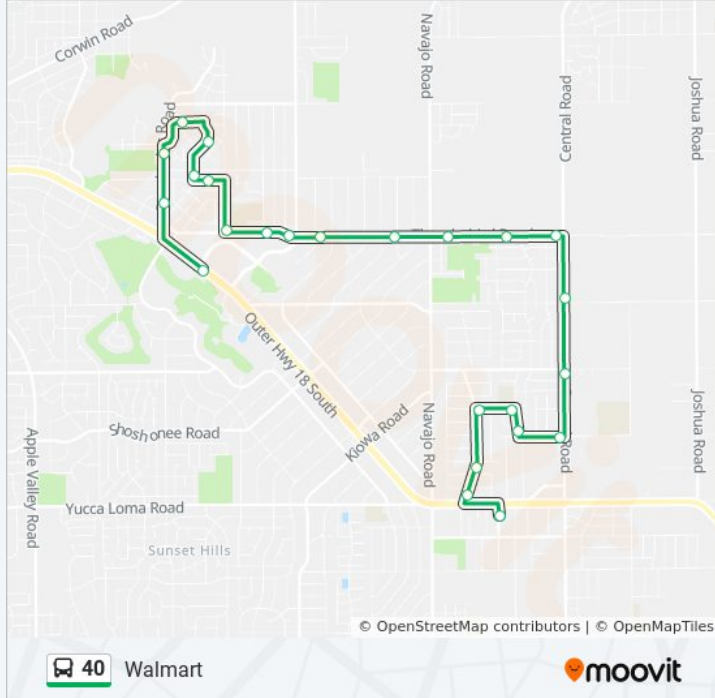 Corwin Road
Navajo Road
Central Road
Joshua Road
Road
Outer Hwy 18 South
Kiowa Road
Shoshonee Road
Navajo Road
Road
Joshua Road
Apple Valley Road
Yucca Loma Road
Sunset Hills
© OpenStreetMap contributors | © OpenMapTiles
40 Walmart
moovit